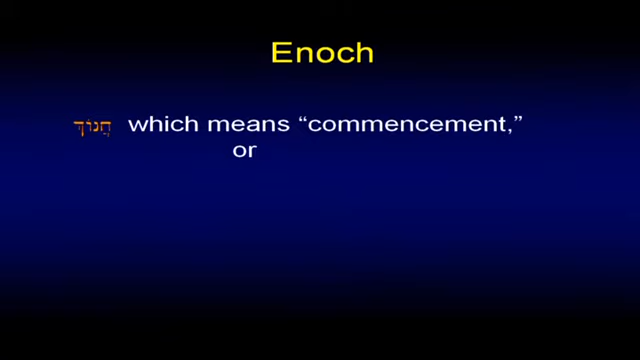 Enoch
חֲנוֹךְ which means “commencement,”
or